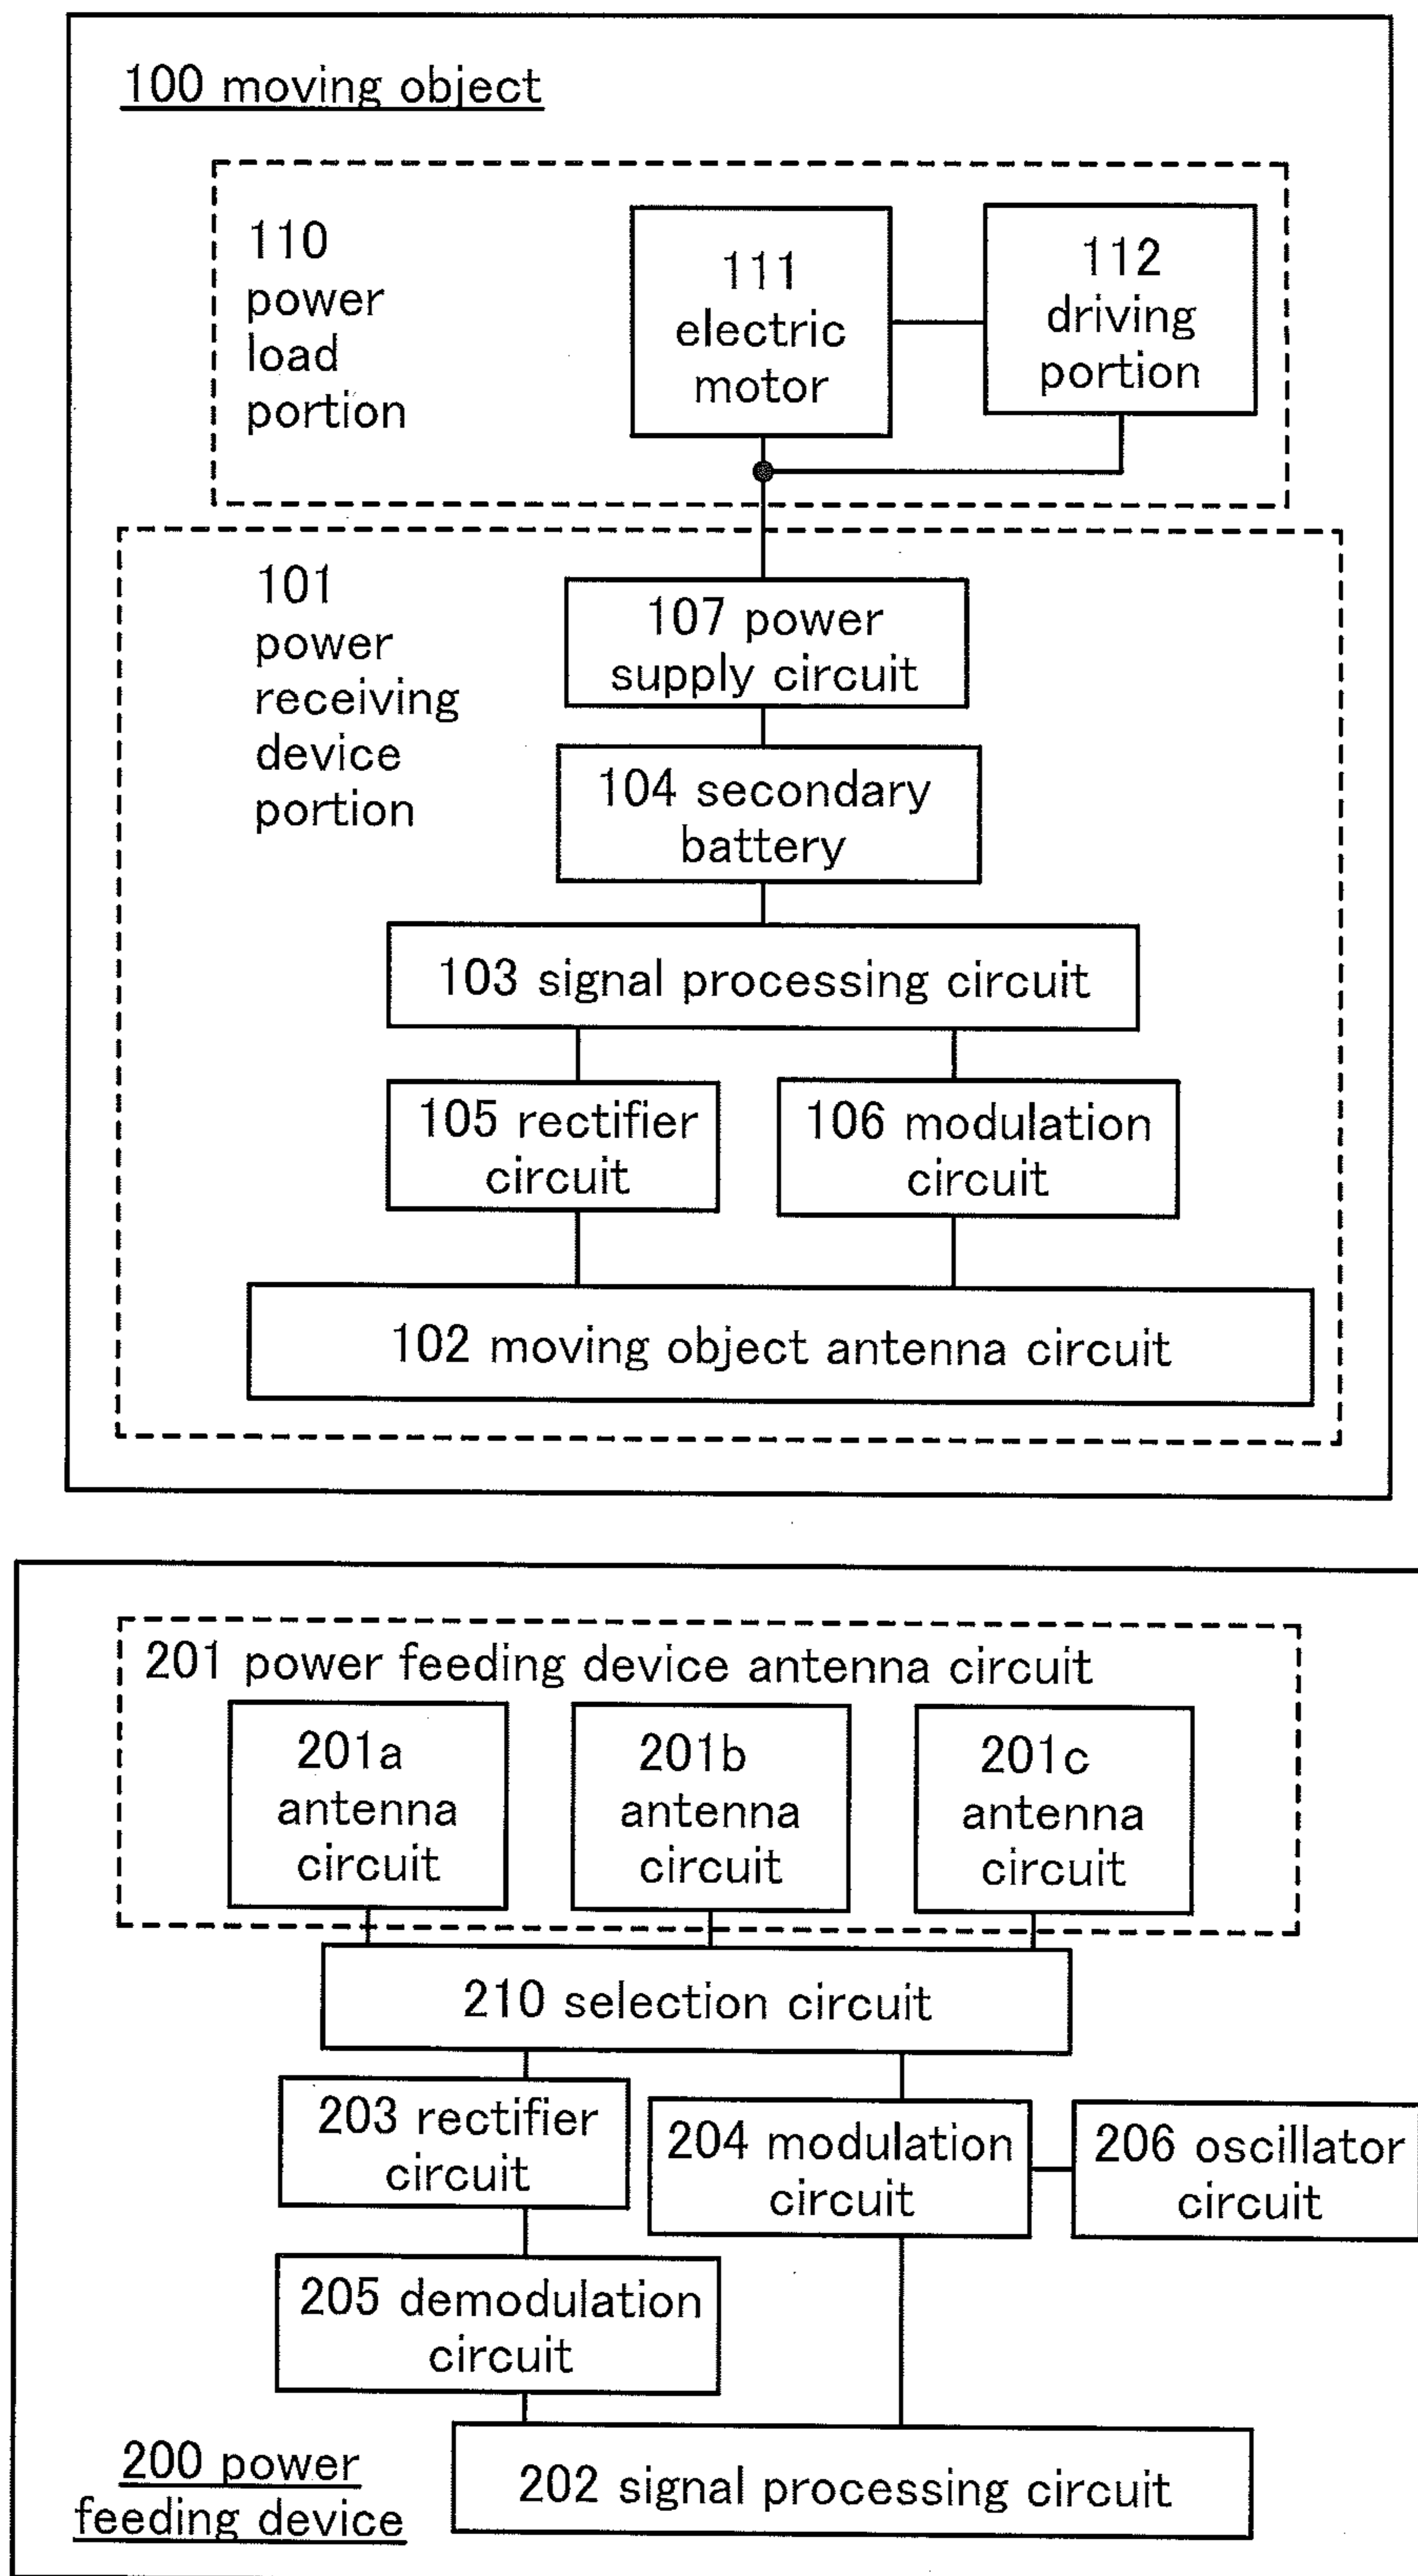 100 moving object
110
power
load
portion
111
electric
motor
112
driving
portion
101
power
receiving
device
portion
107 power
supply circuit
104 secondary
battery
103 signal processing circuit
105 rectifier
circuit
106 modulation
circuit
102 moving object antenna circuit
201 power feeding device antenna circuit
201a
antenna
circuit
201b
antenna
circuit
201c
antenna
circuit
210 selection circuit
203 rectifier
circuit
204 modulation
circuit
206 oscillator
circuit
205 demodulation
circuit
200 power
feeding device
202 signal processing circuit